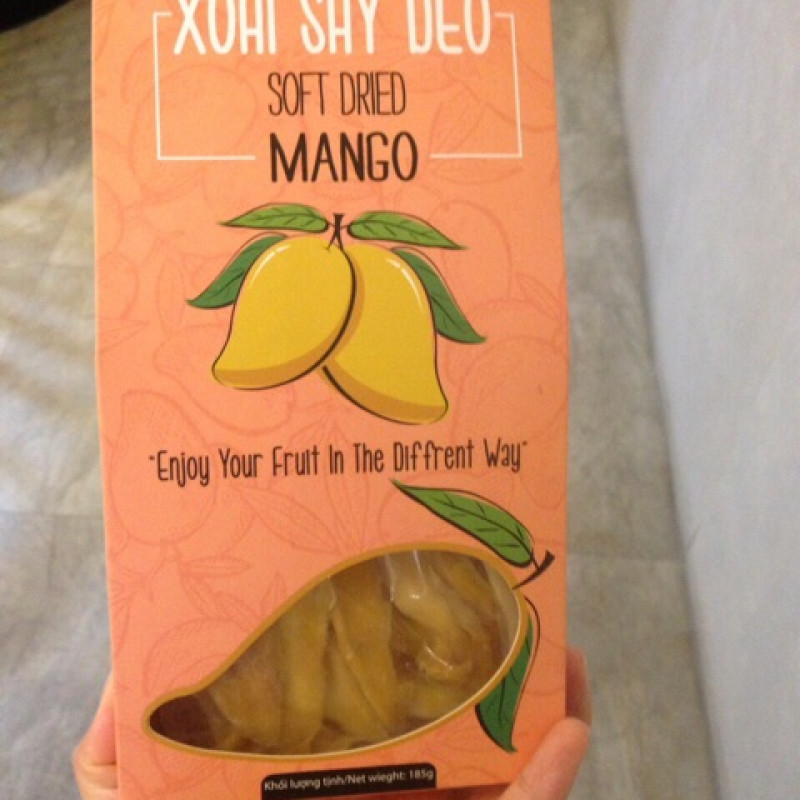 XOÀI SẤY DẺO
SOFT DRIED
MANGO
"Enjoy Your Fruit In The Diffrent Way"
Khối lượng tịnh/Net wieght: 185g